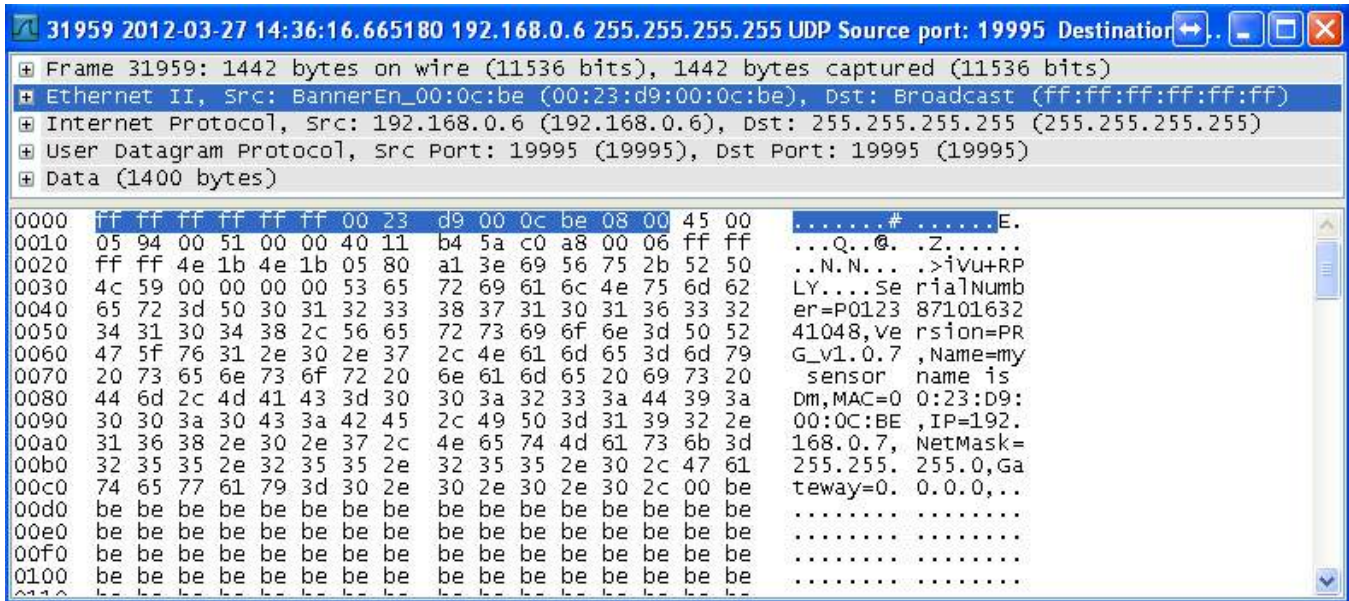 31959 2012-03-27 14:36:16.665180 192.168.0.6 255.255.255.255 UDP Source port: 19995 Destination ..
Frame 31959: 1442 bytes on wire (11536 bits), 1442 bytes captured (11536 bits)
Ethernet II, Src: BannerEn_00:0c:be (00:23:d9:00:0c:be), Dst: Broadcast (ff:ff:ff:ff:ff:ff)
Internet Protocol, Src: 192.168.0.6 (192.168.0.6), Dst: 255.255.255.255 (255.255.255.255)
User Datagram Protocol, Src Port: 19995 (19995), Dst Port: 19995 (19995)
Data (1400 bytes)
0000 ff ff ff ff ff ff 00 23 d9 00 0c be 08 00 45 00 .......# ......E.
0010 05 94 00 51 00 00 40 11 b4 5a c0 a8 00 06 ff ff ...Q..@. .Z......
0020 ff ff 4e 1b 4e 1b 05 80 a1 3e 69 56 75 2b 52 50 ..N.N... .>iVu+RP
0030 4c 59 00 00 00 00 53 65 72 69 61 6c 4e 75 6d 62 LY....Se rialNumb
0040 65 72 3d 50 30 31 32 33 38 37 31 30 31 36 33 32 er=P0123 87101632
0050 34 31 30 34 38 2c 56 65 72 73 69 6f 6e 3d 50 52 41048,Ve rsion=PR
0060 47 5f 76 31 2e 30 2e 37 2c 4e 61 6d 65 3d 6d 79 G_v1.0.7 ,Name=my
0070 20 73 65 6e 73 6f 72 20 6e 61 6d 65 20 69 73 20 sensor name is
0080 44 6d 2c 4d 41 43 3d 30 30 3a 32 33 3a 44 39 3a Dm,MAC=0 0:23:D9:
0090 30 30 3a 30 43 3a 42 45 2c 49 50 3d 31 39 32 2e 00:0C:BE ,IP=192.
00a0 31 36 38 2e 30 2e 37 2c 4e 65 74 4d 61 73 6b 3d 168.0.7, NetMask=
00b0 32 35 35 2e 32 35 35 2e 32 35 35 2e 30 2c 47 61 255.255. 255.0,Ga
00c0 74 65 77 61 79 3d 30 2e 30 2e 30 2e 30 2c 00 be teway=0. 0.0.0,..
00d0 be be be be be be be be be be be be be be be be ........ ........
00e0 be be be be be be be be be be be be be be be be ........ ........
00f0 be be be be be be be be be be be be be be be be ........ ........
0100 be be be be be be be be be be be be be be be be ........ ........